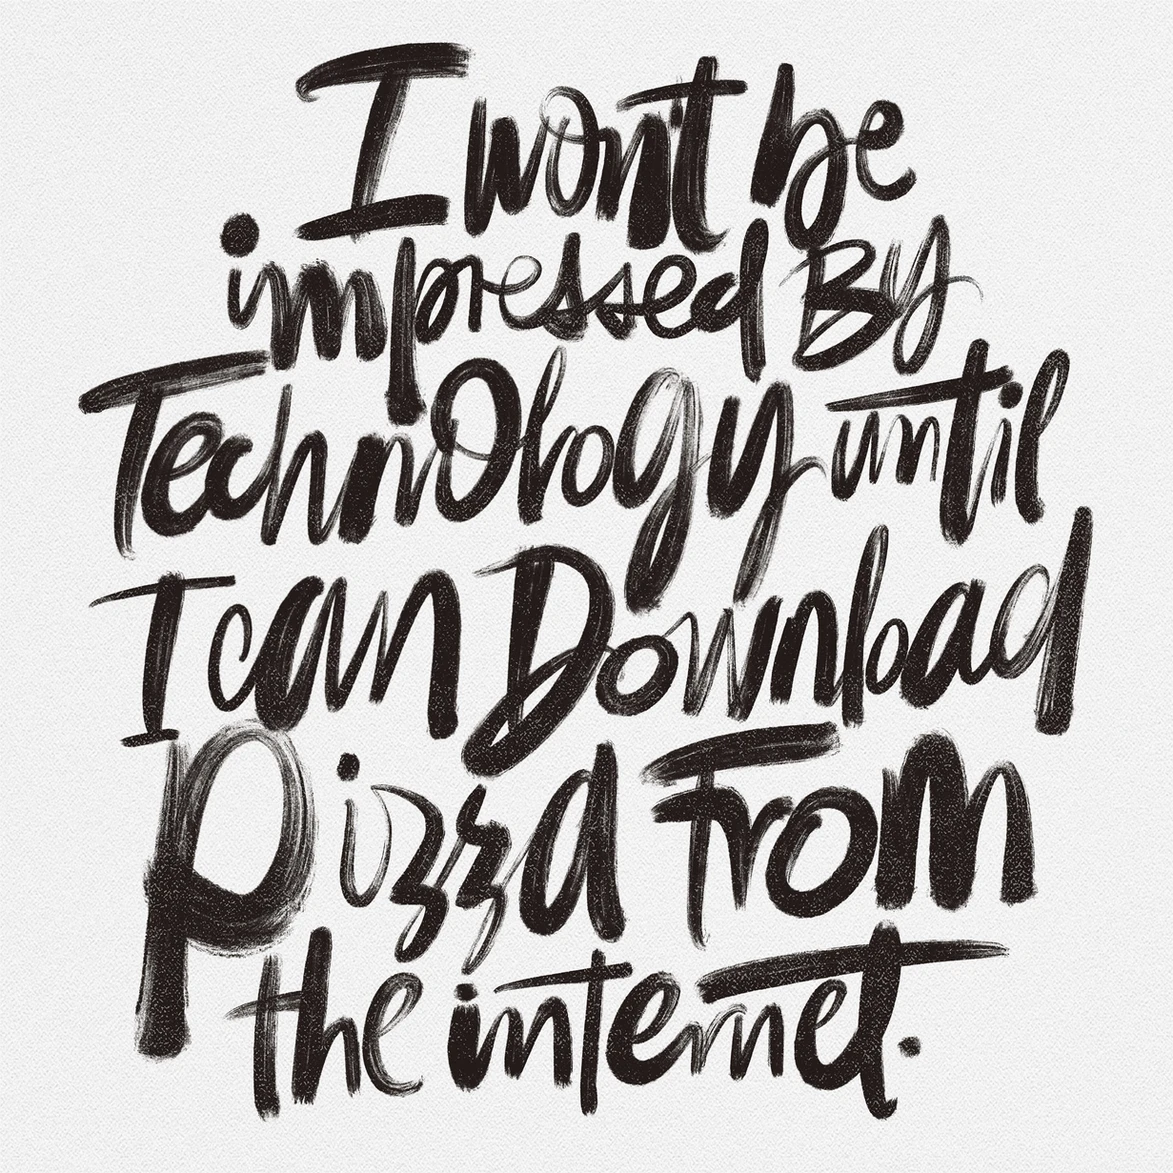 I won't be
impressed By
Technology until
I can Download
Pizza From
the internet.